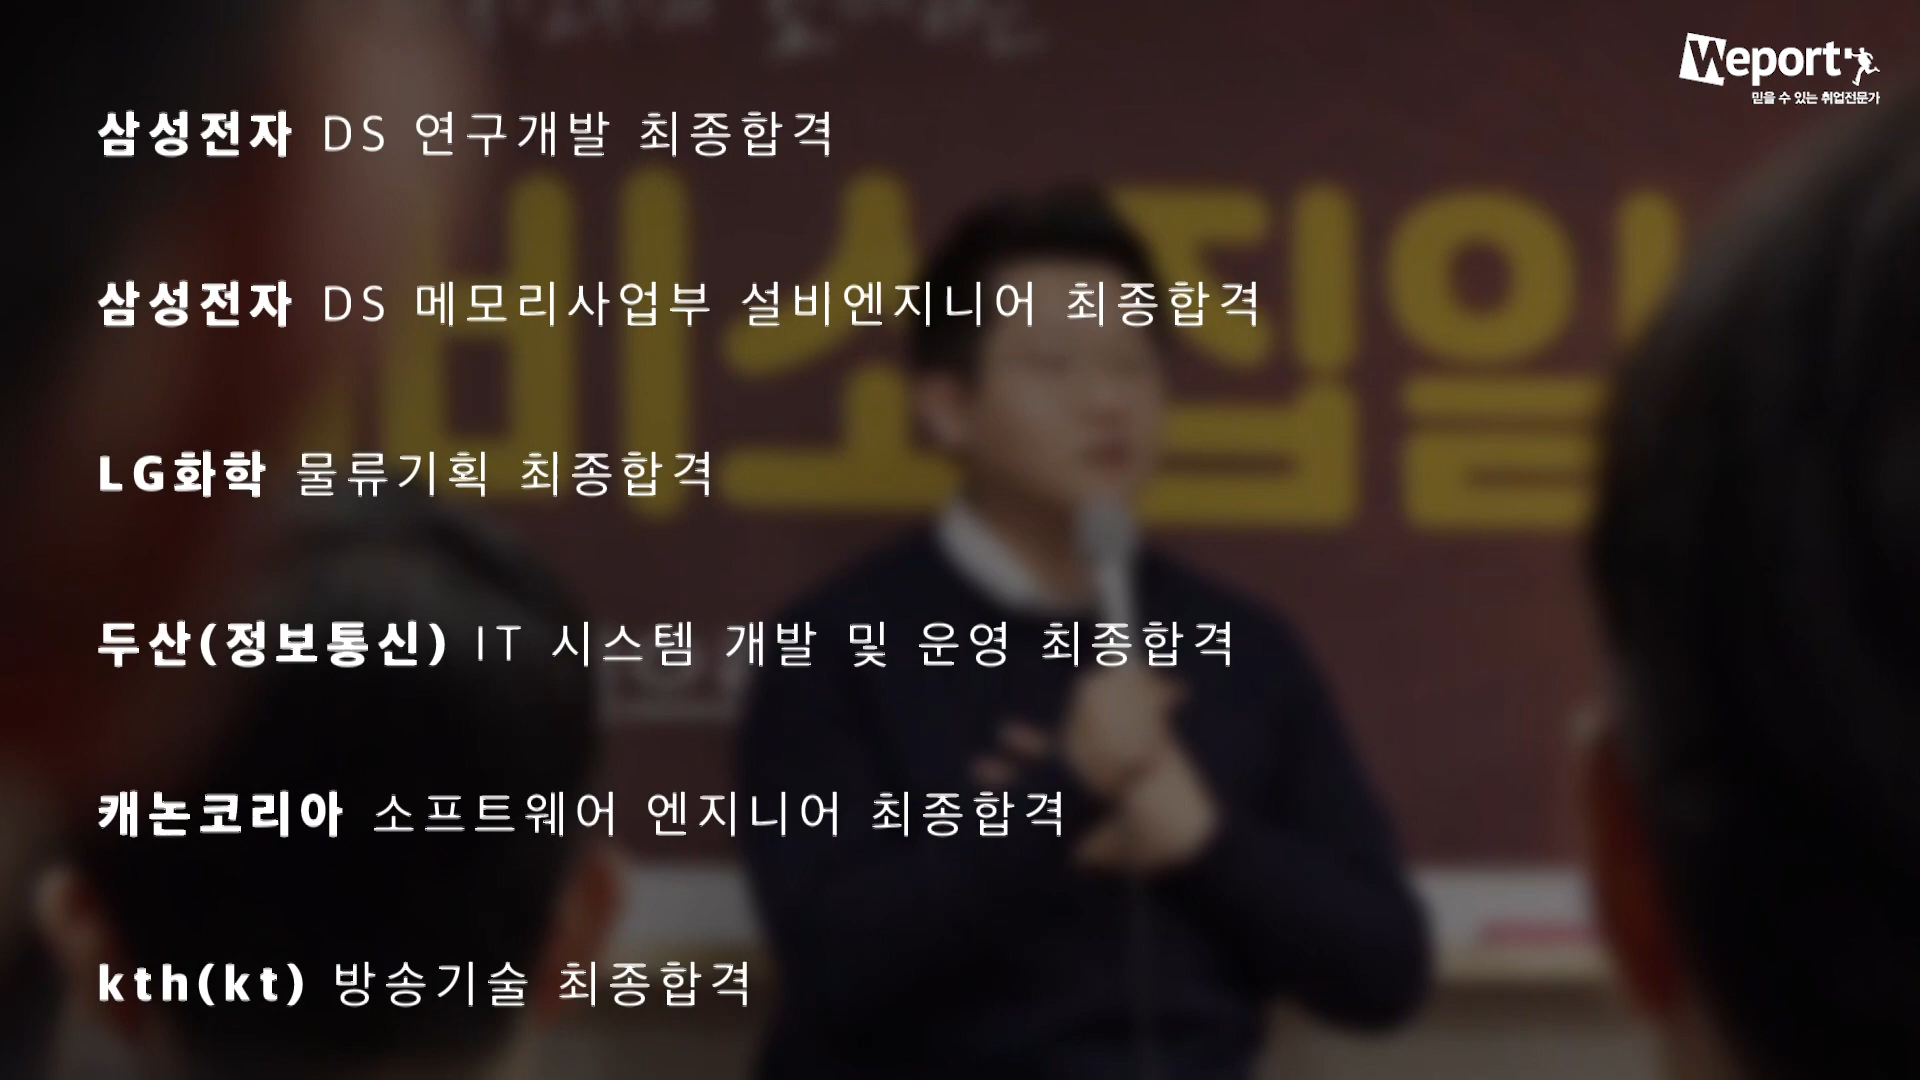 Weport
믿을 수 있는 취업전문가
삼성전자 DS 연구개발 최종합격
삼성전자 DS 메모리사업부 설비엔지니어 최종합격
LG화학 물류기획 최종합격
두산(정보통신) IT 시스템 개발 및 운영 최종합격
캐논코리아 소프트웨어 엔지니어 최종합격
kth(kt) 방송기술 최종합격